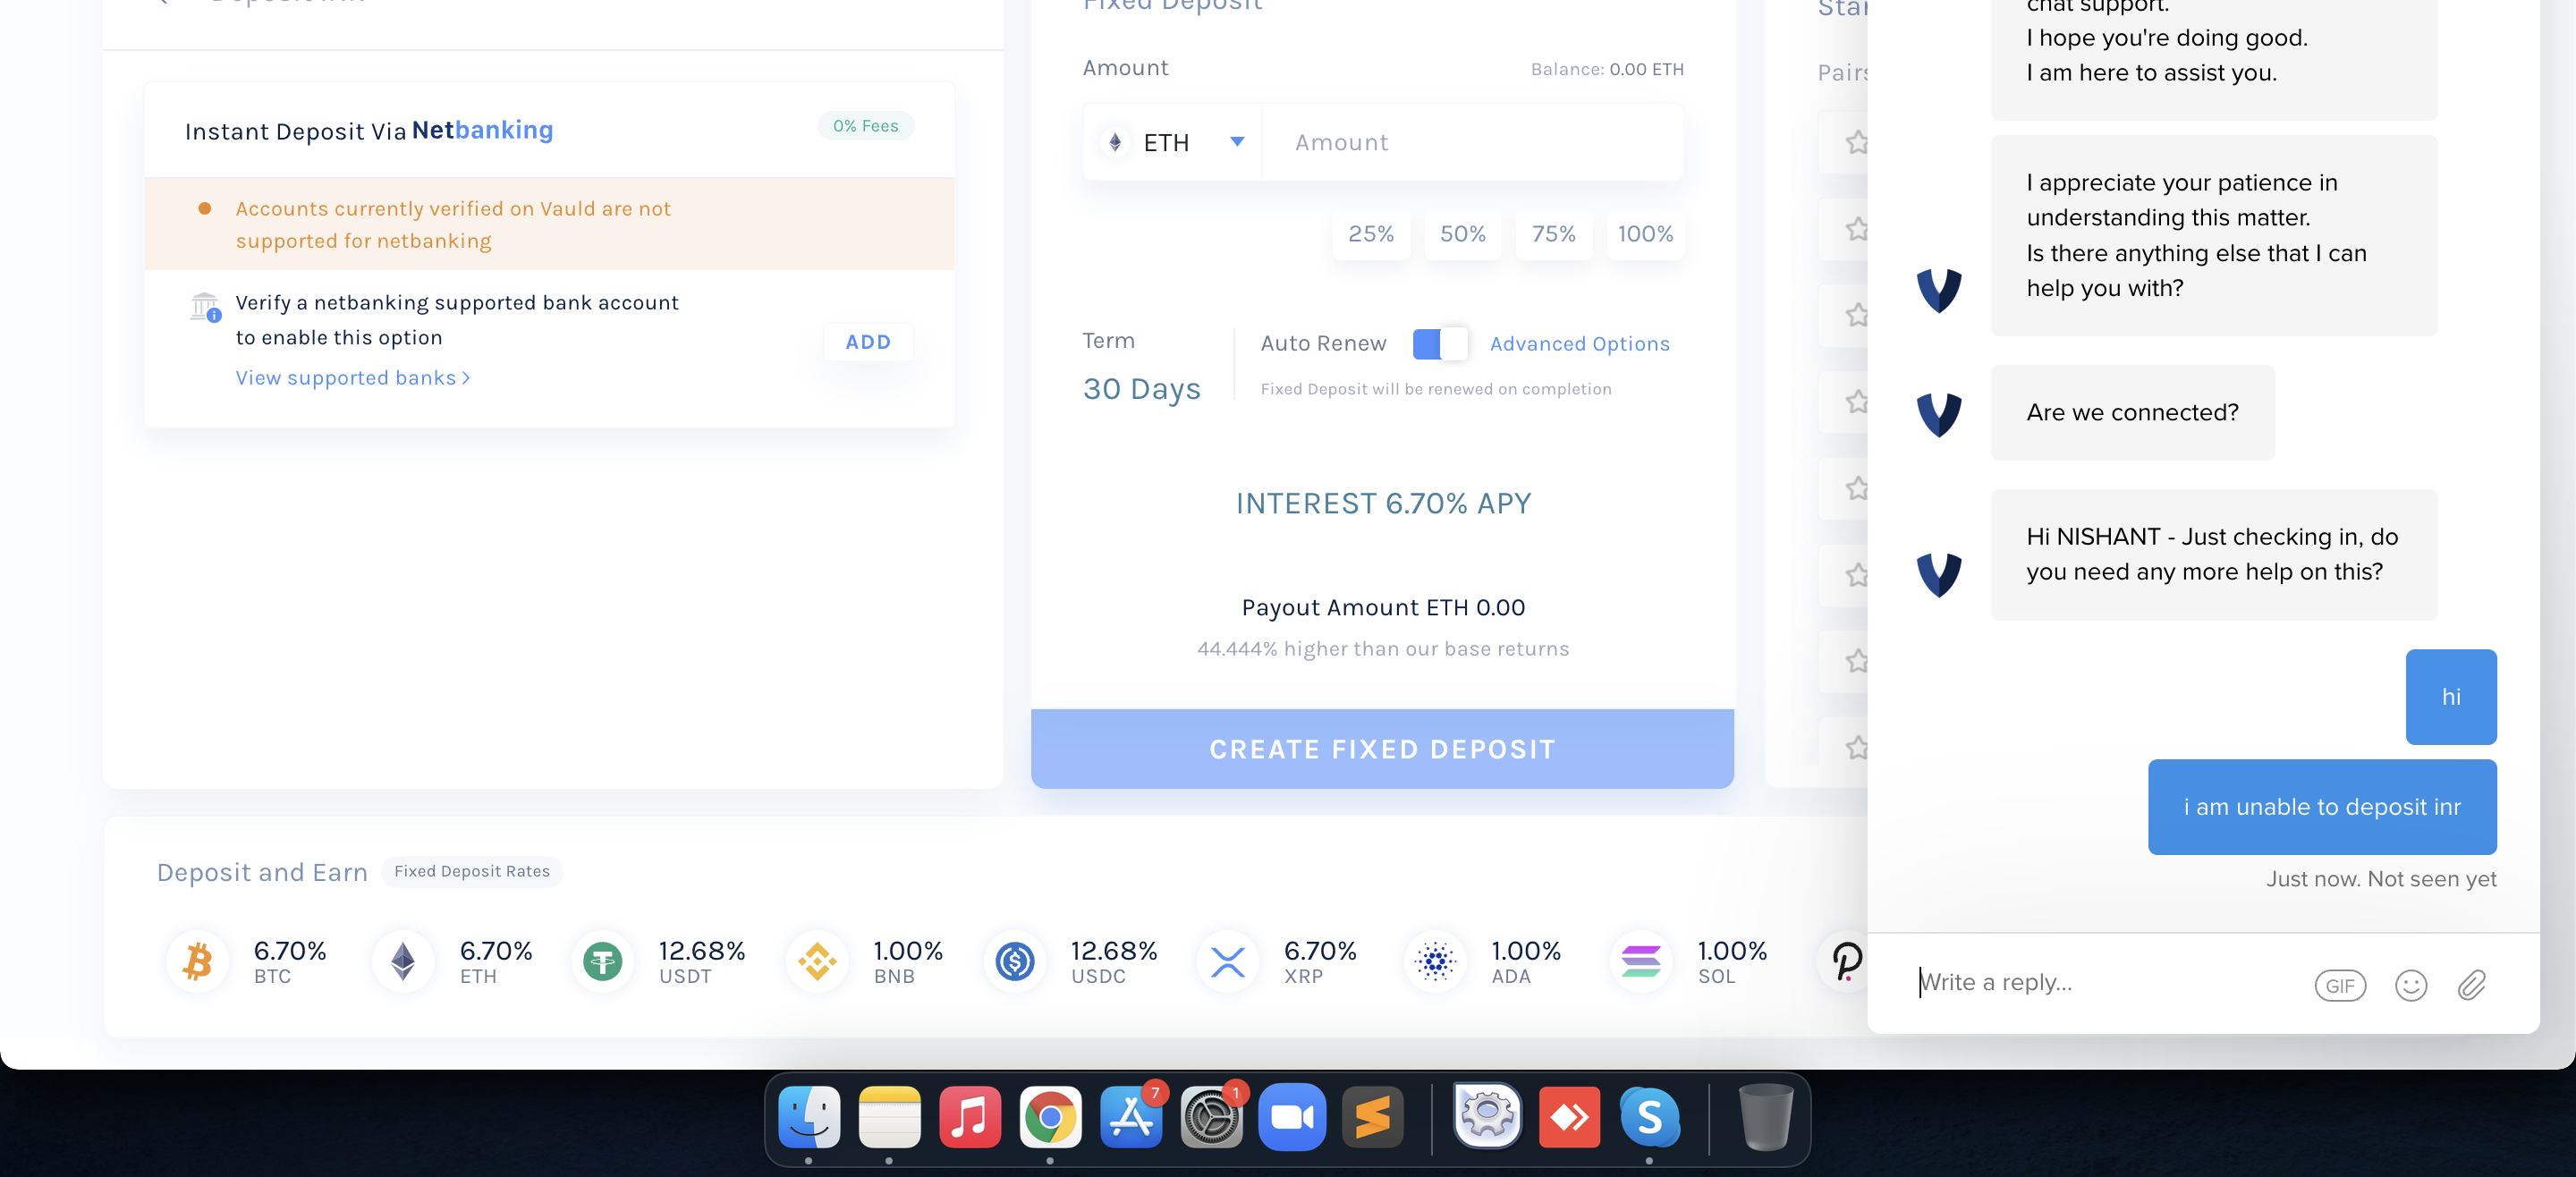 Deposit INR
Instant Deposit Via Netbanking
0% Fees
Accounts currently verified on Vauld are not
supported for netbanking
Verify a netbanking supported bank account
to enable this option
ADD
View supported banks >
Fixed Deposit
Amount
Balance: 0.00 ETH
ETH
Amount
25% 50% 75% 100%
Term
30 Days
Auto Renew
Advanced Options
Fixed Deposit will be renewed on completion
INTEREST 6.70% APY
Payout Amount ETH 0.00
44.444% higher than our base returns
CREATE FIXED DEPOSIT
Pairs
Deposit and Earn
Fixed Deposit Rates
6.70%
BTC
6.70%
ETH
12.68%
USDT
1.00%
BNB
12.68%
USDC
6.70%
XRP
1.00%
ADA
1.00%
SOL
chat support.
I hope you're doing good.
I am here to assist you.
I appreciate your patience in
understanding this matter.
Is there anything else that I can
help you with?
Are we connected?
Hi NISHANT - Just checking in, do
you need any more help on this?
hi
i am unable to deposit inr
Just now. Not seen yet
Write a reply...
GIF
7
1